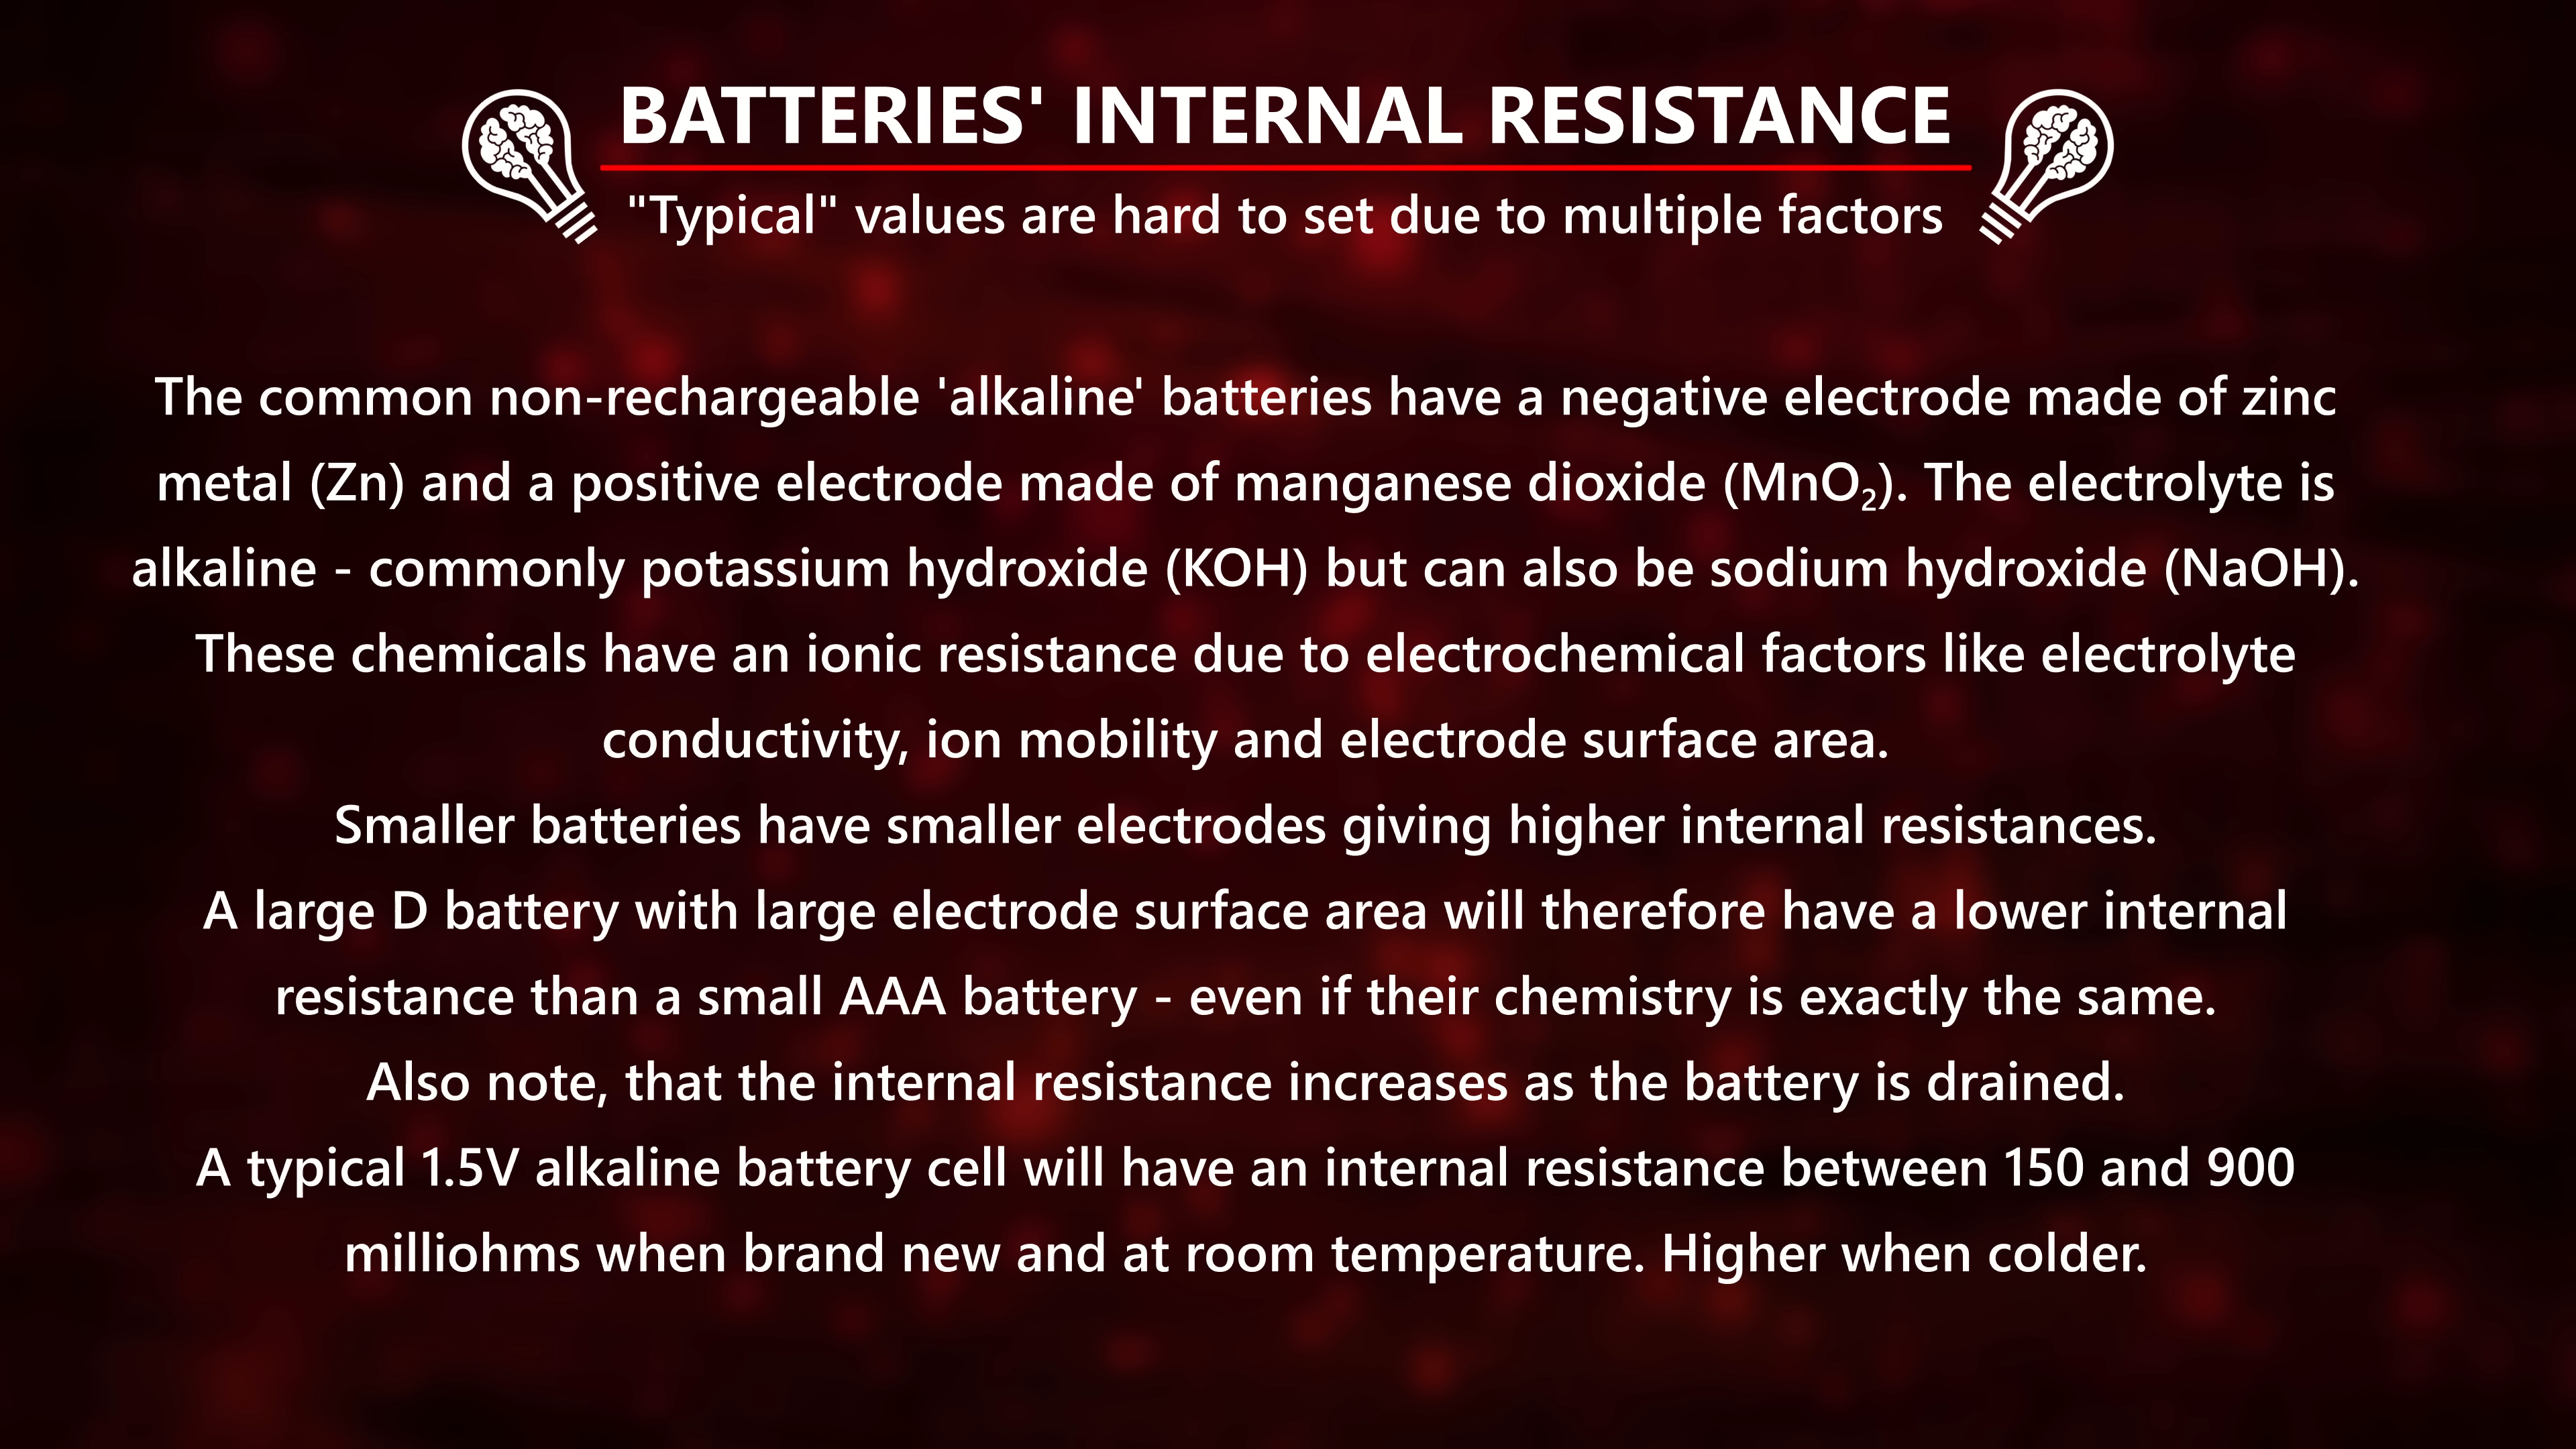 BATTERIES' INTERNAL RESISTANCE
"Typical" values are hard to set due to multiple factors
The common non-rechargeable 'alkaline' batteries have a negative electrode made of zinc
metal (Zn) and a positive electrode made of manganese dioxide (MnO₂). The electrolyte is
alkaline - commonly potassium hydroxide (KOH) but can also be sodium hydroxide (NaOH).
These chemicals have an ionic resistance due to electrochemical factors like electrolyte
conductivity, ion mobility and electrode surface area.
Smaller batteries have smaller electrodes giving higher internal resistances.
A large D battery with large electrode surface area will therefore have a lower internal
resistance than a small AAA battery - even if their chemistry is exactly the same.
Also note, that the internal resistance increases as the battery is drained.
A typical 1.5V alkaline battery cell will have an internal resistance between 150 and 900
milliohms when brand new and at room temperature. Higher when colder.